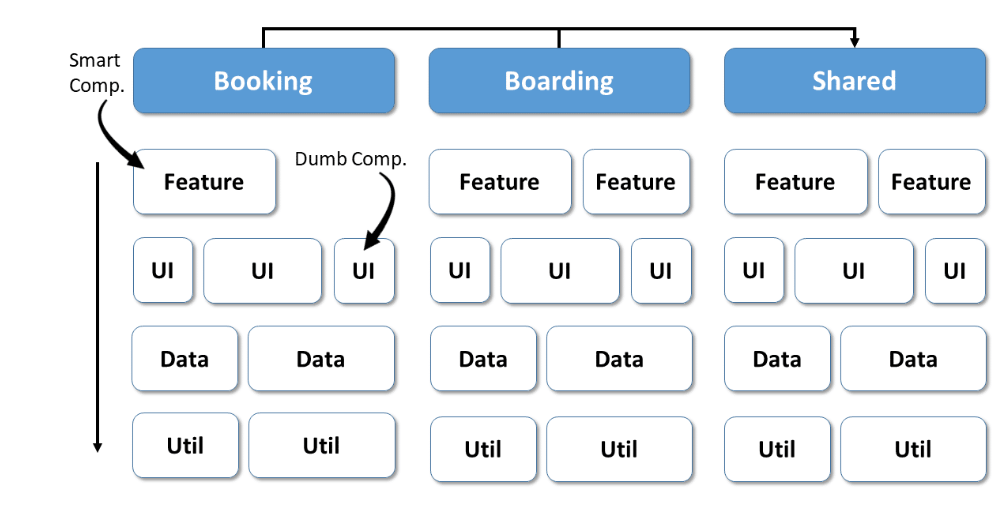 Smart
Comp.
Booking
Boarding
Shared
Dumb Comp.
Feature
Feature
Feature
Feature
Feature
UI
UI
UI
UI
UI
UI
UI
UI
UI
Data
Data
Data
Data
Data
Data
Util
Util
Util
Util
Util
Util